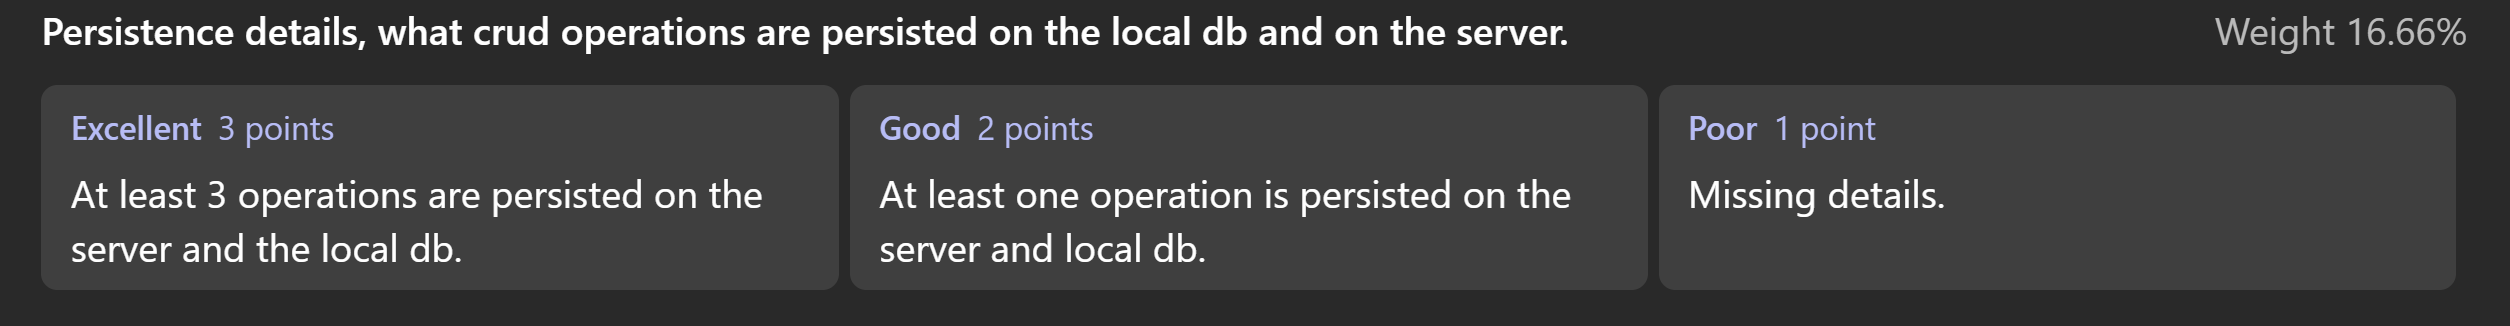 Persistence details, what crud operations are persisted on the local db and on the server.
Weight 16.66%
Excellent 3 points
At least 3 operations are persisted on the
server and the local db.
Good 2 points
At least one operation is persisted on the
server and local db.
Poor 1 point
Missing details.